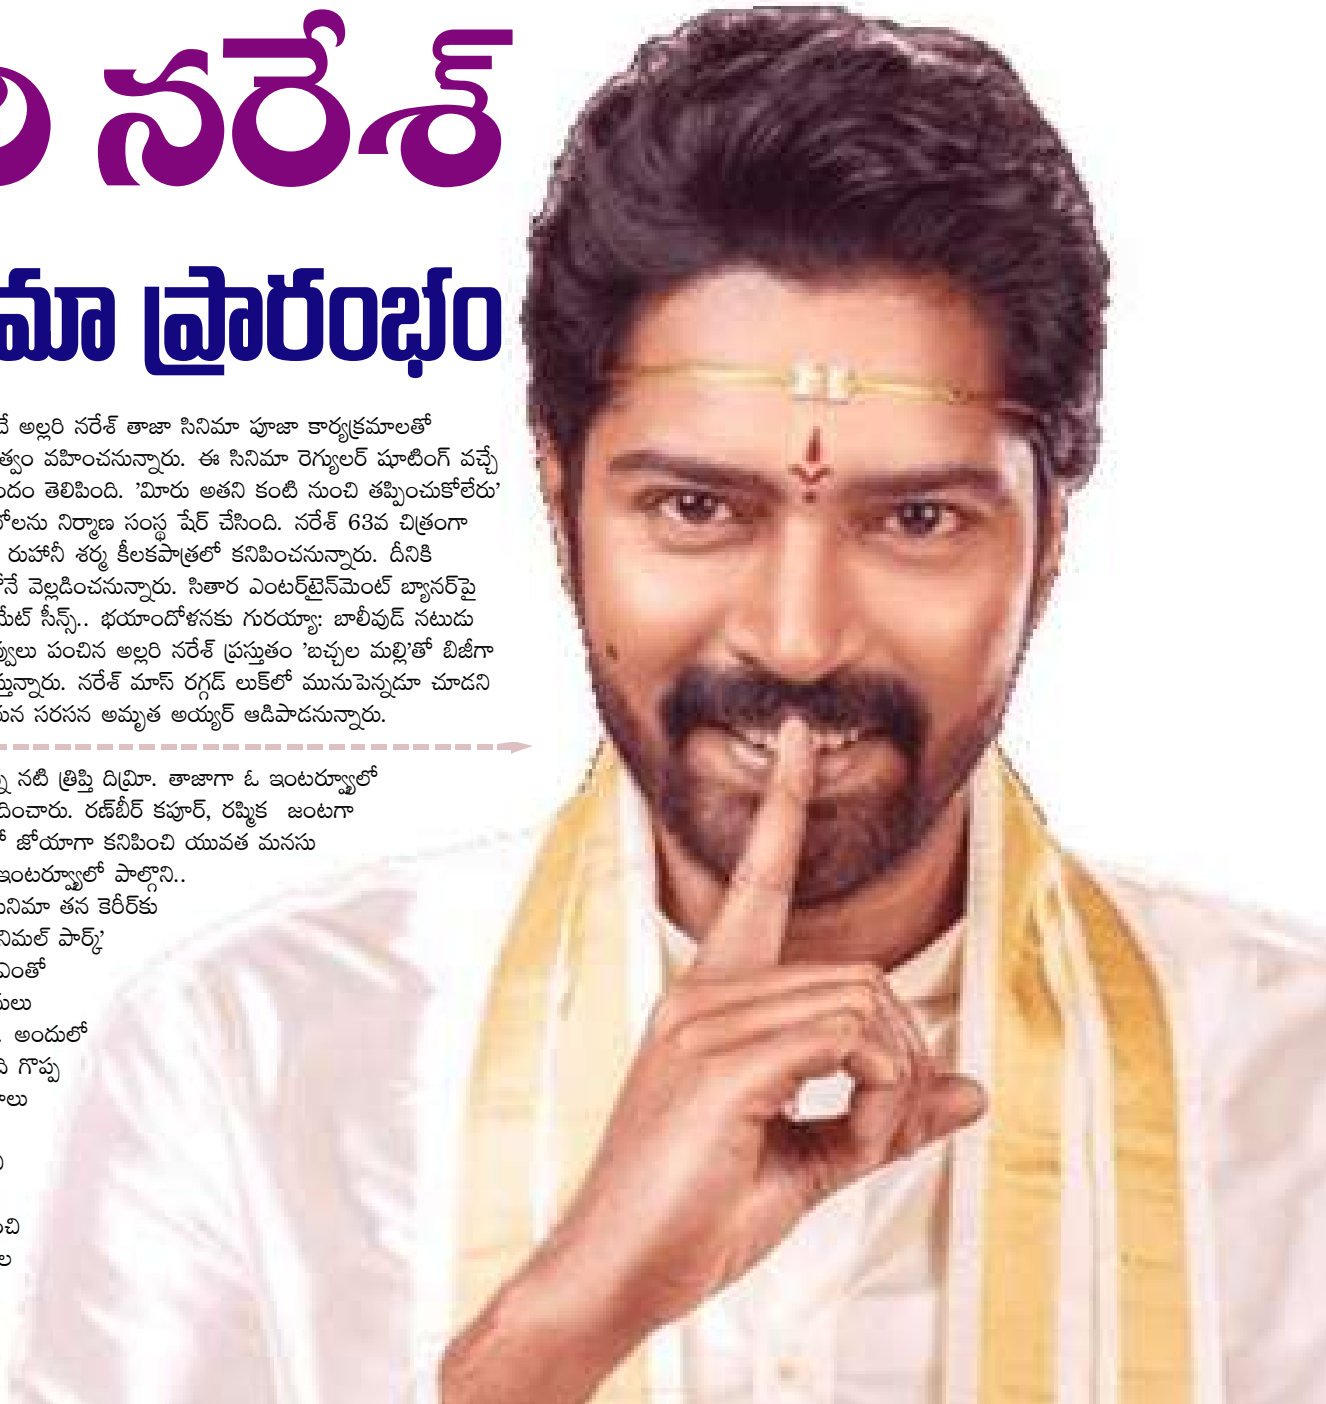 నరేశ్
ప్రారంభం
అల్లరి నరేశ్ తాజా సినిమా పూజా కార్యక్రమాలతో
వహించనున్నారు. ఈ సినిమా రెగ్యులర్ షూటింగ్ వచ్చే
తెలిపింది. 'మీరు అతని కంటి నుంచి తప్పించుకోలేరు'
నిర్మాణ సంస్థ షేర్ చేసింది. నరేశ్ 63వ చిత్రంగా
రుహానీ శర్మ కీలకపాత్రలో కనిపించనున్నారు. దీనికి
వెల్లడించనున్నారు. సితార ఎంటర్‌టైన్‌మెంట్ బ్యానర్‌పై
సీన్స్.. భయాందోళనకు గురయ్యా: బాలీవుడ్ నటుడు
పంచిన అల్లరి నరేశ్ ప్రస్తుతం 'బచ్చల మల్లి'తో బిజీగా
నరేశ్ మాస్ రగ్గడ్ లుక్‌లో మునుపెన్నడూ చూడని
సరసన అమృత అయ్యర్ ఆడిపాడనున్నారు.
నటి త్రిప్తి దిమ్రీ. తాజాగా ఓ ఇంటర్వ్యూలో
రణ్‌బీర్ కపూర్, రష్మిక జంటగా
జోయాగా కనిపించి యువత మనసు
ఇంటర్వ్యూలో పాల్గొని..
తన కెరీర్‌కు
పార్క్'
ఎంతో
అందులో
గొప్ప